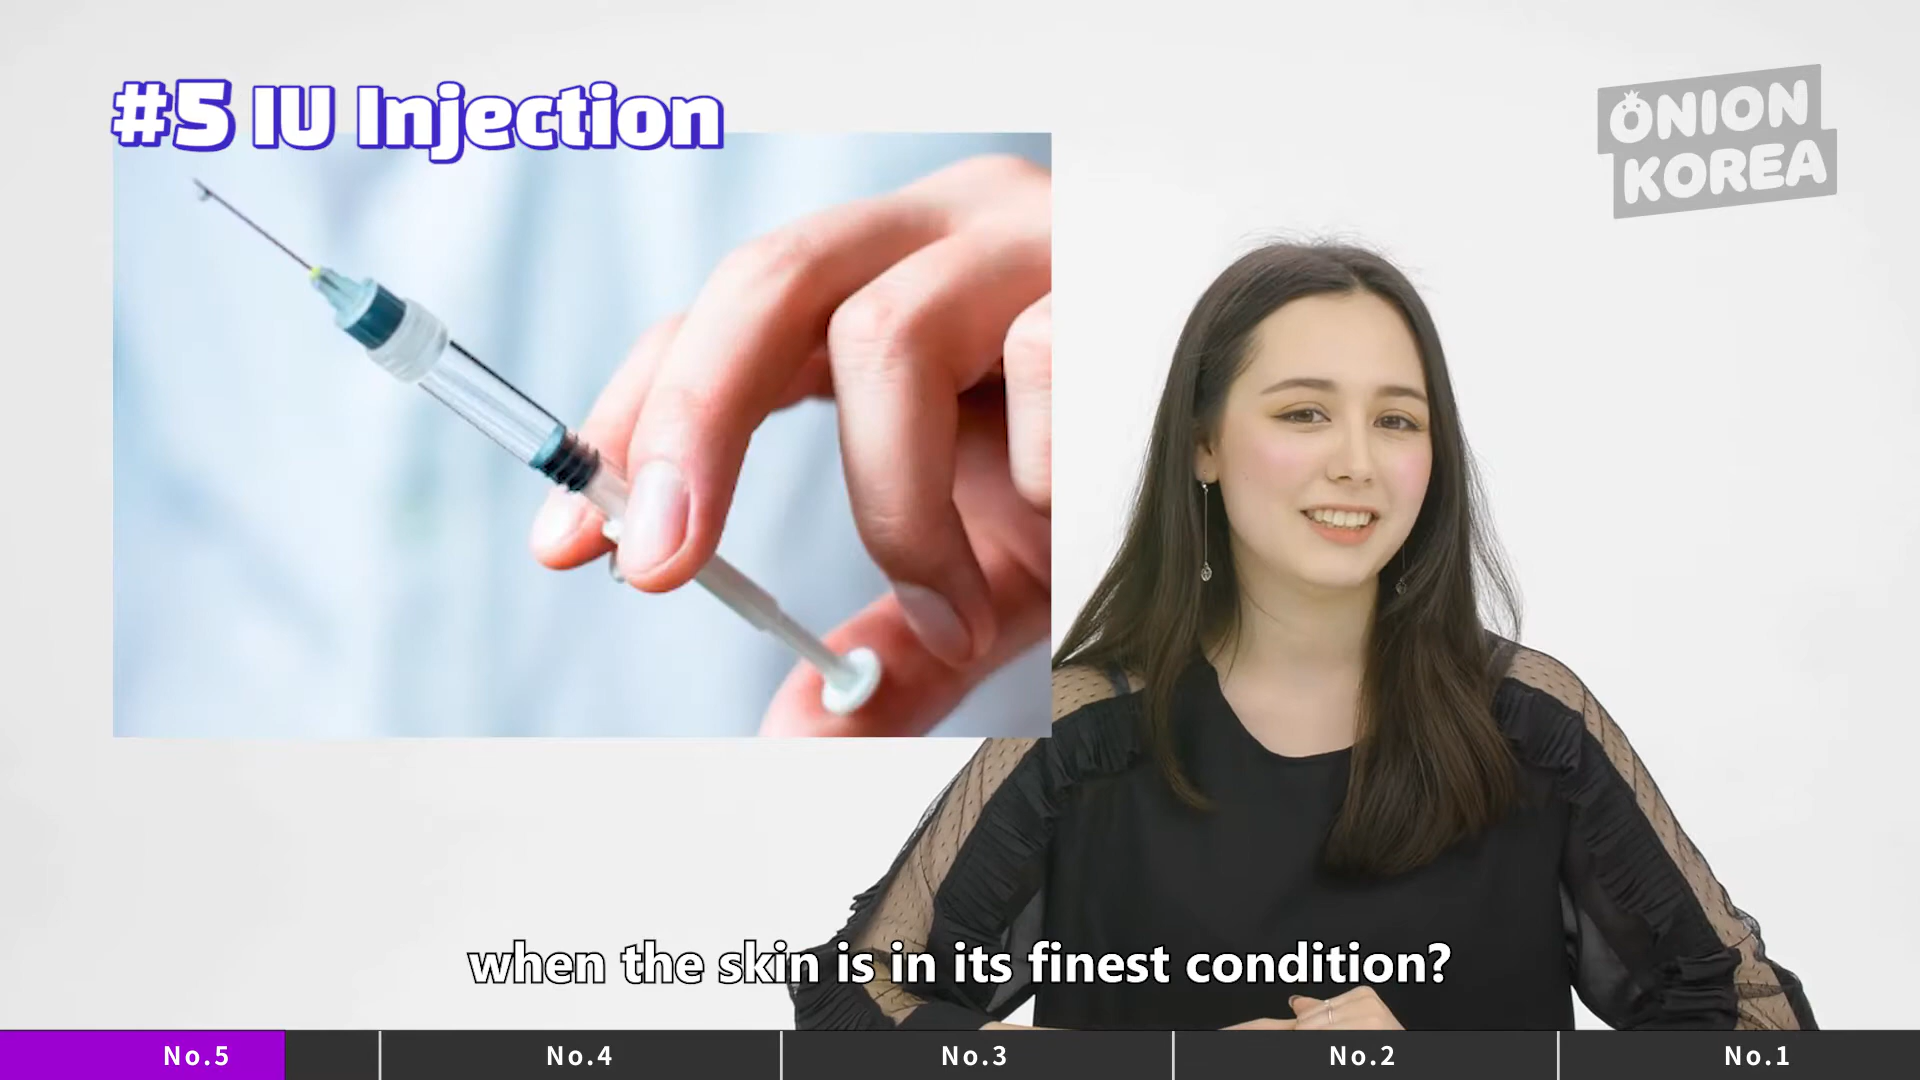 #5 IU Injection
ONION
KOREA
when the skin is in its finest condition?
No.5
No.4
No.3
No.2
No.1